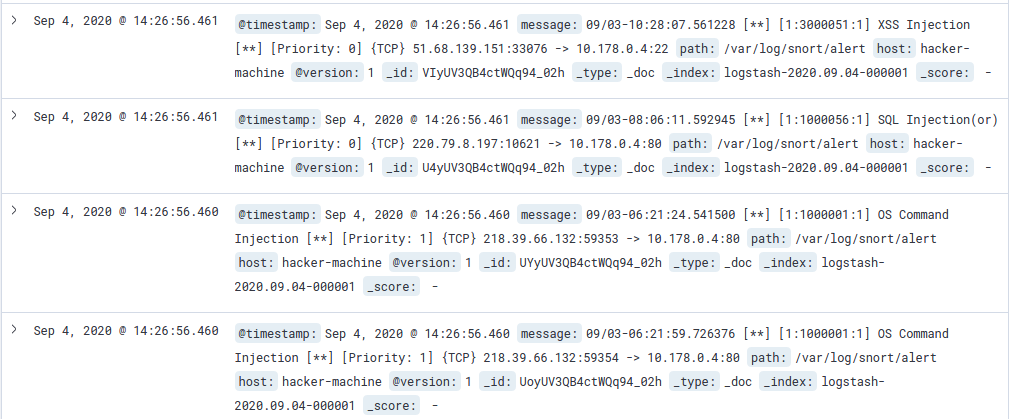 Sep 4, 2020 @ 14:26:56.461 @timestamp: Sep 4, 2020 @ 14:26:56.461 message: 09/03-10:28:07.561228 [**] [1:3000051:1] XSS Injection
[**] [Priority: 0] {TCP} 51.68.139.151:33076 -> 10.178.0.4:22 path: /var/log/snort/alert host: hacker-
machine @version: 1 _id: VIyUV3QB4ctWQq94_02h _type: _doc _index: logstash-2020.09.04-000001 _score: -
Sep 4, 2020 @ 14:26:56.461 @timestamp: Sep 4, 2020 @ 14:26:56.461 message: 09/03-08:06:11.592945 [**] [1:1000056:1] SQL Injection(or)
[**] [Priority: 0] {TCP} 220.79.8.197:10621 -> 10.178.0.4:80 path: /var/log/snort/alert host: hacker-
machine @version: 1 _id: U4yUV3QB4ctWQq94_02h _type: _doc _index: logstash-2020.09.04-000001 _score: -
Sep 4, 2020 @ 14:26:56.460 @timestamp: Sep 4, 2020 @ 14:26:56.460 message: 09/03-06:21:24.541500 [**] [1:1000001:1] OS Command
Injection [**] [Priority: 1] {TCP} 218.39.66.132:59353 -> 10.178.0.4:80 path: /var/log/snort/alert
host: hacker-machine @version: 1 _id: UYyUV3QB4ctWQq94_02h _type: _doc _index: logstash-
2020.09.04-000001 _score: -
Sep 4, 2020 @ 14:26:56.460 @timestamp: Sep 4, 2020 @ 14:26:56.460 message: 09/03-06:21:59.726376 [**] [1:1000001:1] OS Command
Injection [**] [Priority: 1] {TCP} 218.39.66.132:59354 -> 10.178.0.4:80 path: /var/log/snort/alert
host: hacker-machine @version: 1 _id: UoyUV3QB4ctWQq94_02h _type: _doc _index: logstash-
2020.09.04-000001 _score: -